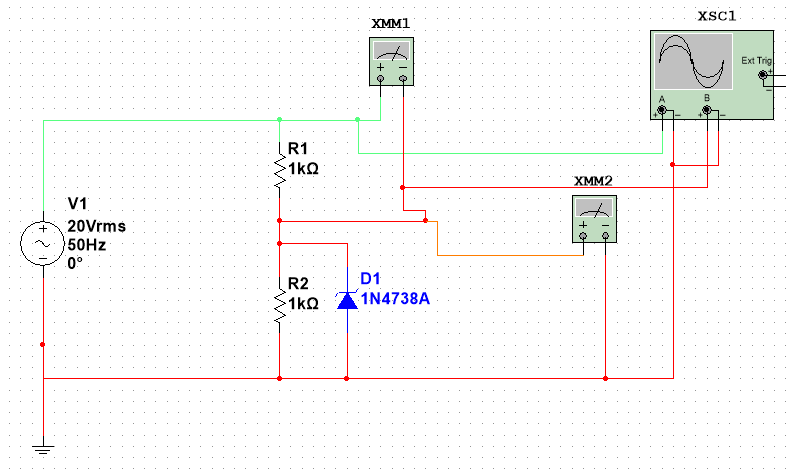 XSC1
XMM1
+ −
Ext Trig
+
−
A B
+ − + −
R1
1kΩ
XMM2
+ −
V1
20Vrms
50Hz
0°
+
−
R2
1kΩ
D1
1N4738A